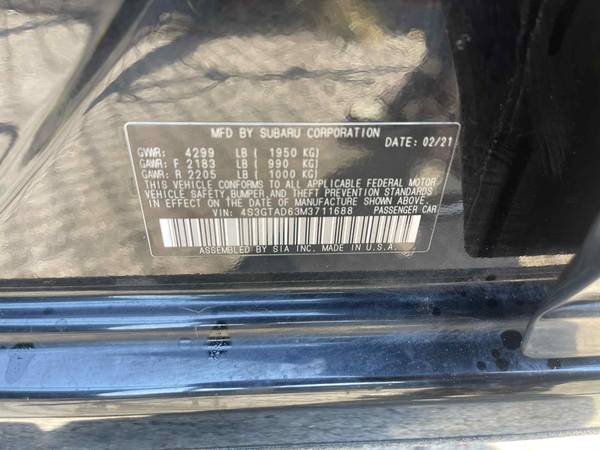 MFD BY SUBARU CORPORATION
DATE: 02/21
GVWR: 4299 LB ( 1950 KG)
GAWR: F 2183 LB ( 990 KG)
GAWR: R 2205 LB ( 1000 KG)
THIS VEHICLE CONFORMS TO ALL APPLICABLE FEDERAL MOTOR
VEHICLE SAFETY, BUMPER AND THEFT PREVENTION STANDARDS
IN EFFECT ON THE DATE OF MANUFACTURE SHOWN ABOVE.
VIN: 4S3GTAD63M3711688 PASSENGER CAR
ASSEMBLED BY SIA INC. IN U.S.A.